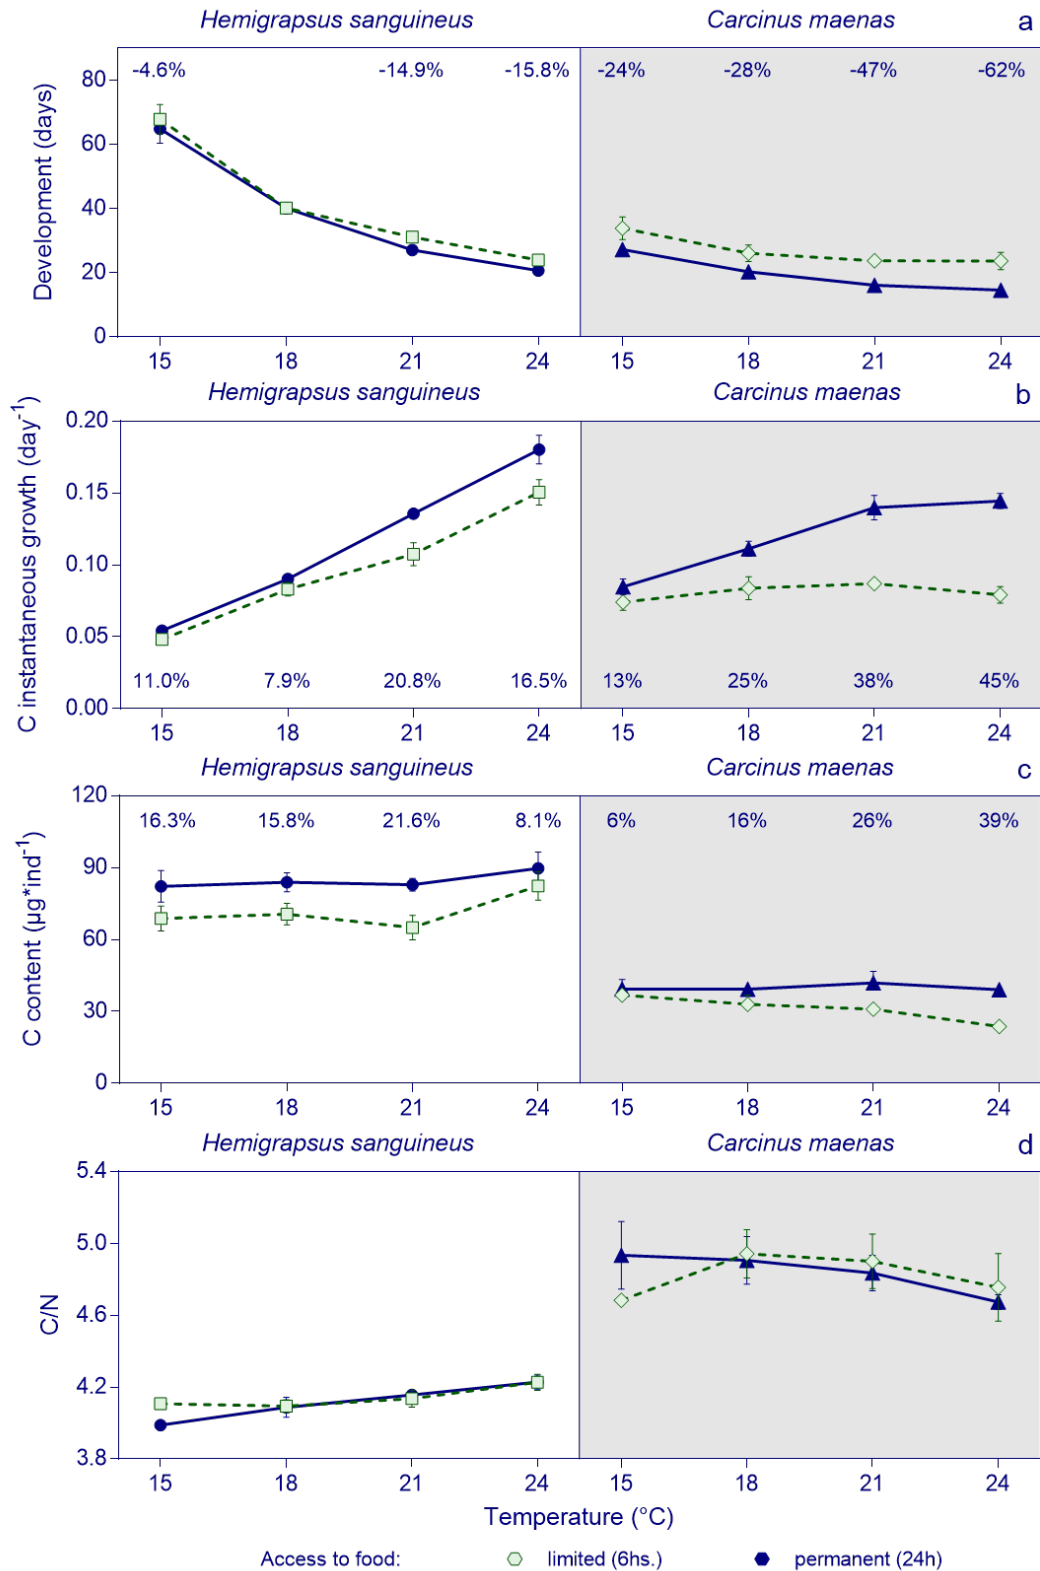 Hemigrapsus sanguineus Carcinus maenas a
-4.6% -14.9% -15.8% -24% -28% -47% -62%
80
60
40
20
0
Development (days)
15 18 21 24 15 18 21 24
Hemigrapsus sanguineus Carcinus maenas b
0.20
0.15
0.10
0.05
0.00
C instantaneous growth (day⁻¹)
11.0% 7.9% 20.8% 16.5% 13% 25% 38% 45%
15 18 21 24 15 18 21 24
Hemigrapsus sanguineus Carcinus maenas c
120
90
60
30
0
C content (µg*ind⁻¹)
16.3% 15.8% 21.6% 8.1% 6% 16% 26% 39%
15 18 21 24 15 18 21 24
Hemigrapsus sanguineus Carcinus maenas d
5.4
5.0
4.6
4.2
3.8
C/N
15 18 21 24 15 18 21 24
Temperature (°C)
Access to food: limited (6hs.) permanent (24h)